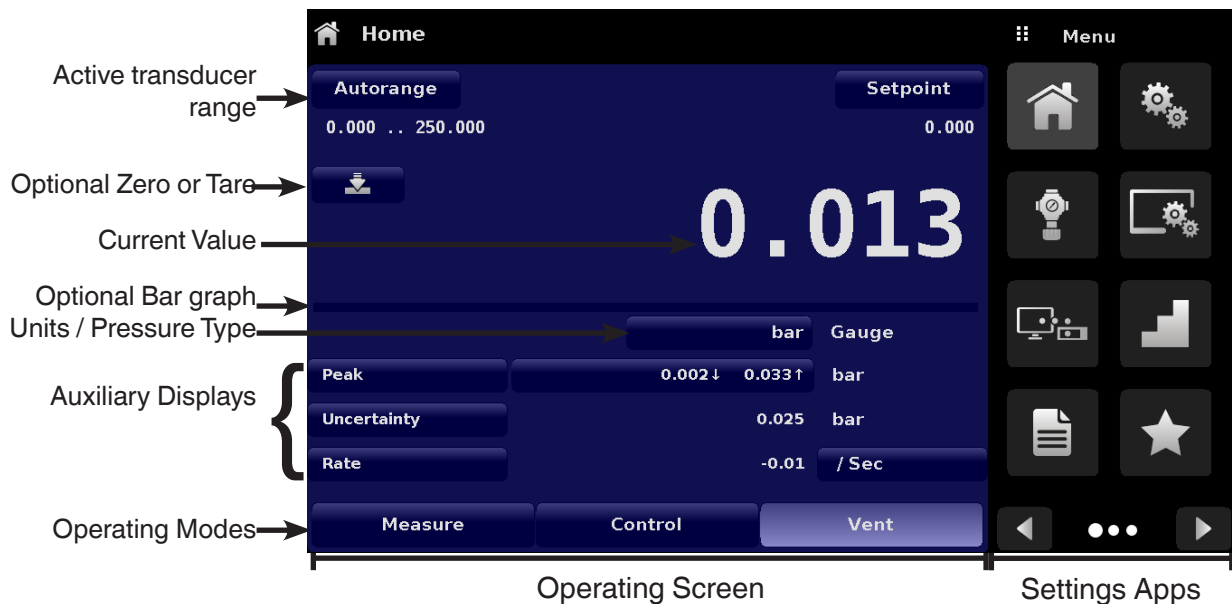 Home
Menu
Active transducer
range
Autorange
Setpoint
0.000 .. 250.000
0.000
Optional Zero or Tare
Current Value
0.013
Optional Bar graph
Units / Pressure Type
bar
Gauge
Auxiliary Displays
Peak
0.002↓ 0.033↑
bar
Uncertainty
0.025
bar
Rate
-0.01
/ Sec
Operating Modes
Measure
Control
Vent
Operating Screen
Settings Apps